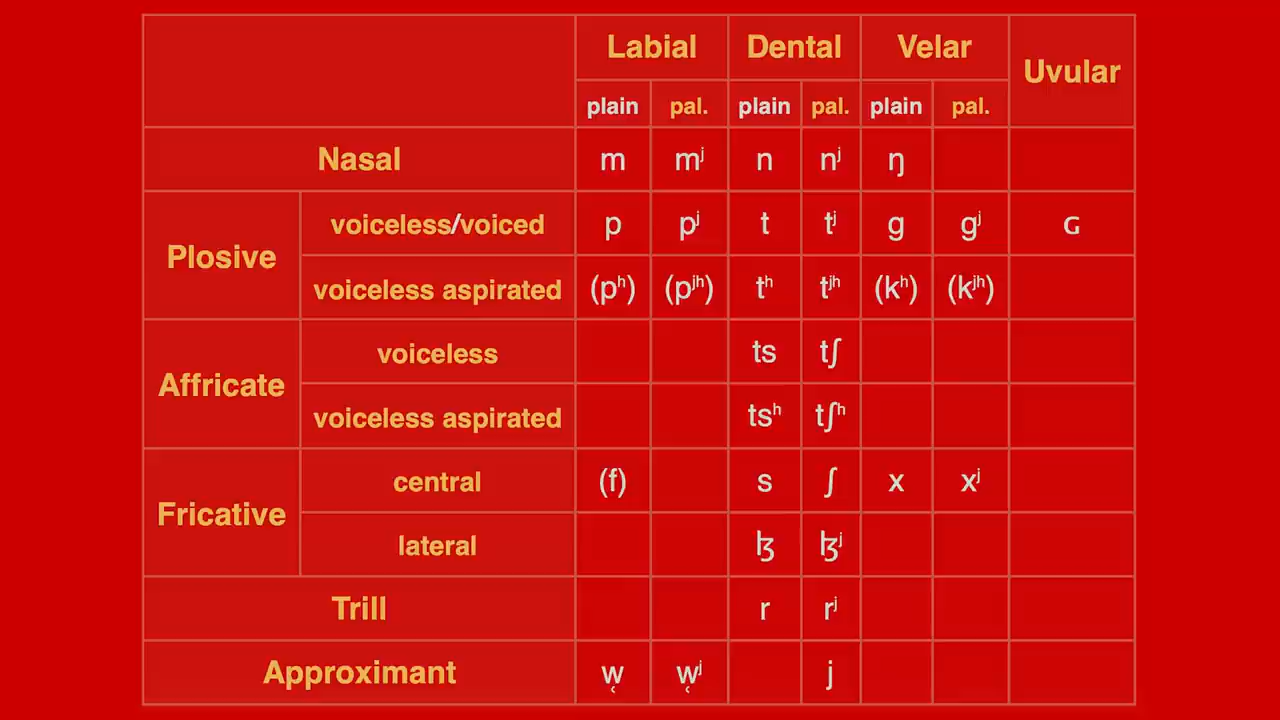 Labial Dental Velar Uvular
plain pal. plain pal. plain pal.
Nasal m mʲ n nʲ ŋ
Plosive voiceless/voiced p pʲ t tʲ g gʲ ɢ
voiceless aspirated (pʰ) (pʲʰ) tʰ tʲʰ (kʰ) (kʲʰ)
Affricate voiceless ts tʃ
voiceless aspirated tsʰ tʃʰ
Fricative central (f) s ʃ x xʲ
lateral ɮ ɮʲ
Trill r rʲ
Approximant w̜ w̜ʲ j